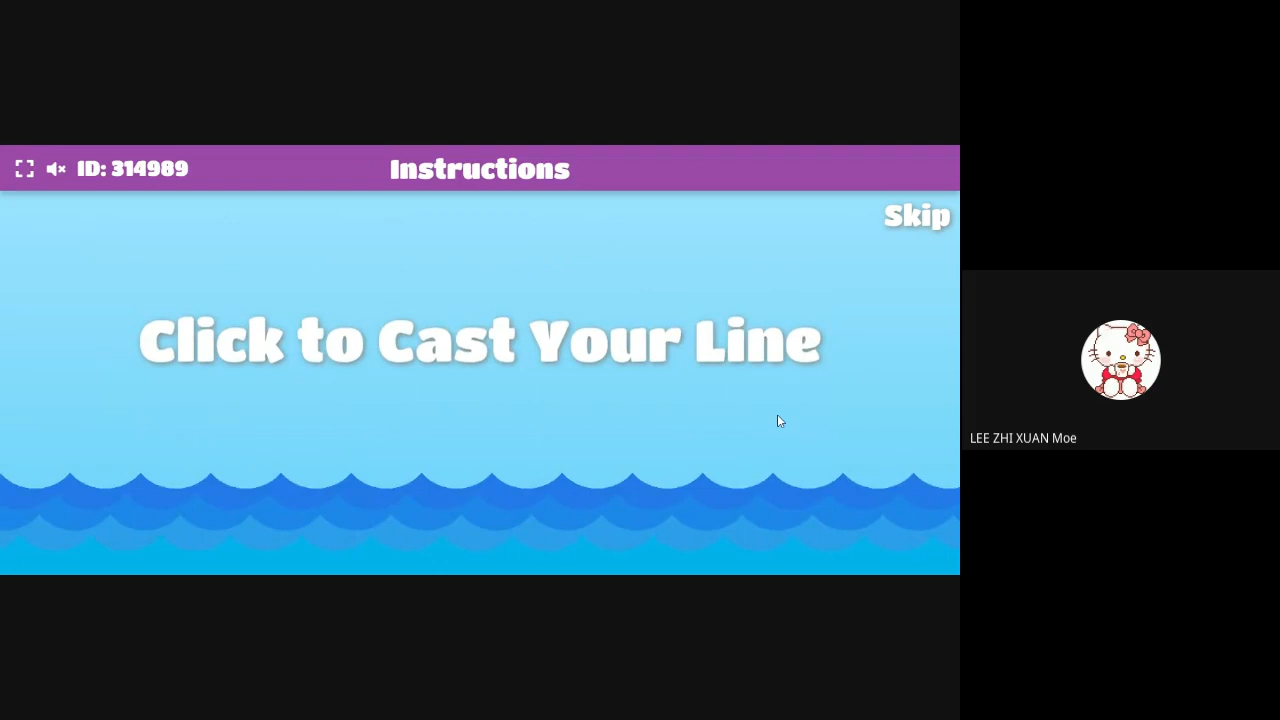 ID: 314989
Instructions
Skip
Click to Cast Your Line
LEE ZHI XUAN Moe